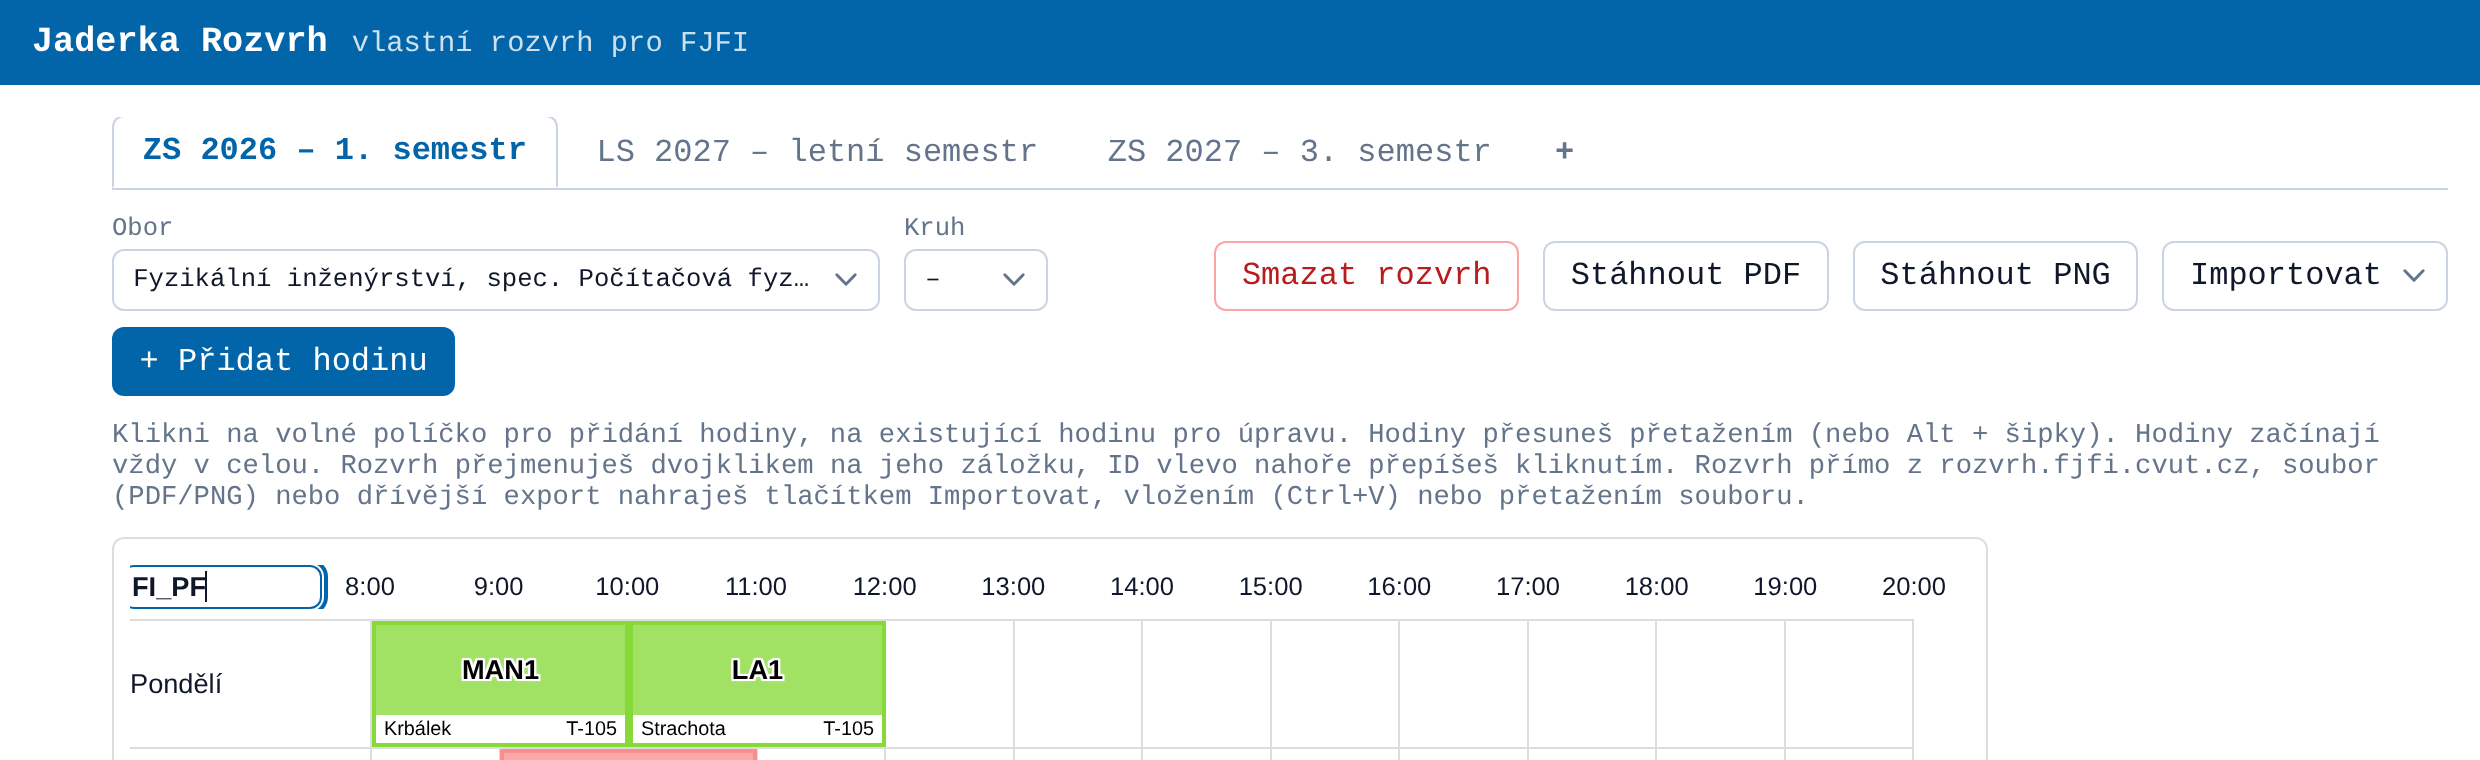 Jaderka Rozvrh vlastní rozvrh pro FJFI
ZS 2026 – 1. semestr LS 2027 – letní semestr ZS 2027 – 3. semestr +
Obor Kruh
Fyzikální inženýrství, spec. Počítačová fyz… – Smazat rozvrh Stáhnout PDF Stáhnout PNG Importovat
+ Přidat hodinu
Klikni na volné políčko pro přidání hodiny, na existující hodinu pro úpravu. Hodiny přesuneš přetažením (nebo Alt + šipky). Hodiny začínají
vždy v celou. Rozvrh přejmenuješ dvojklikem na jeho záložku, ID vlevo nahoře přepíšeš kliknutím. Rozvrh přímo z rozvrh.fjfi.cvut.cz, soubor
(PDF/PNG) nebo dřívější export nahraješ tlačítkem Importovat, vložením (Ctrl+V) nebo přetažením souboru.
FI_PF 8:00 9:00 10:00 11:00 12:00 13:00 14:00 15:00 16:00 17:00 18:00 19:00 20:00
MAN1 LA1
Pondělí
Krbálek T-105 Strachota T-105